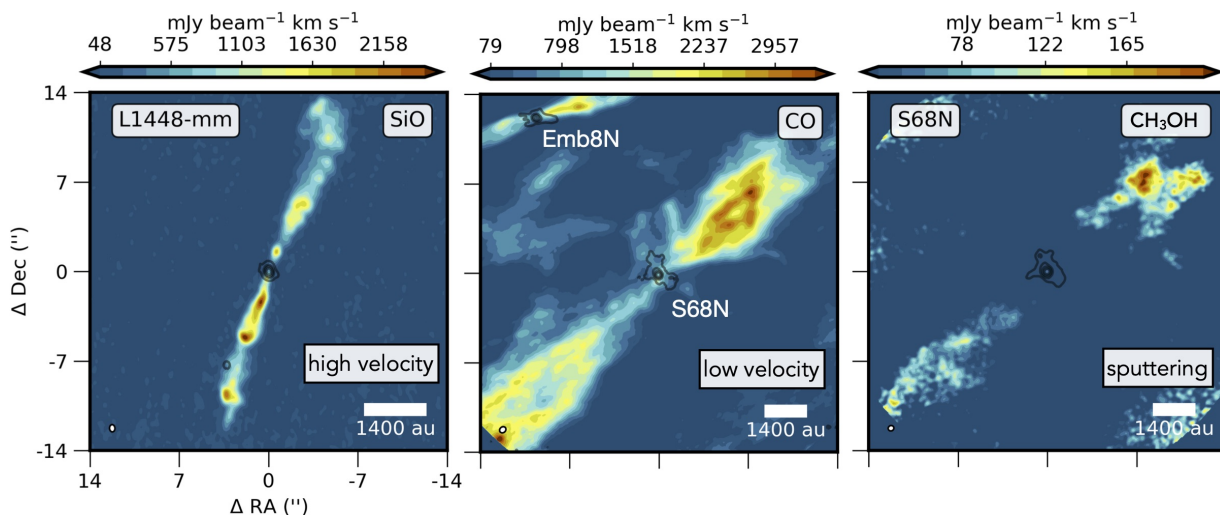 mJy beam⁻¹ km s⁻¹
48 575 1103 1630 2158
L1448-mm
SiO
high velocity
1400 au
14
7
0
-7
-14
Δ Dec ('')
14 7 0 -7 -14
Δ RA ('')
mJy beam⁻¹ km s⁻¹
79 798 1518 2237 2957
CO
Emb8N
S68N
low velocity
1400 au
mJy beam⁻¹ km s⁻¹
78 122 165
S68N
CH₃OH
sputtering
1400 au